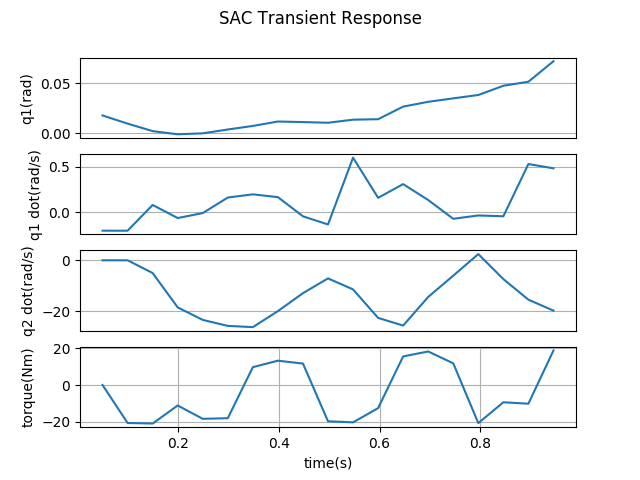 SAC Transient Response
q1(rad)
0.05
0.00
q1 dot(rad/s)
0.5
0.0
q2 dot(rad/s)
0
−20
torque(Nm)
20
0
−20
0.2 0.4 0.6 0.8
time(s)